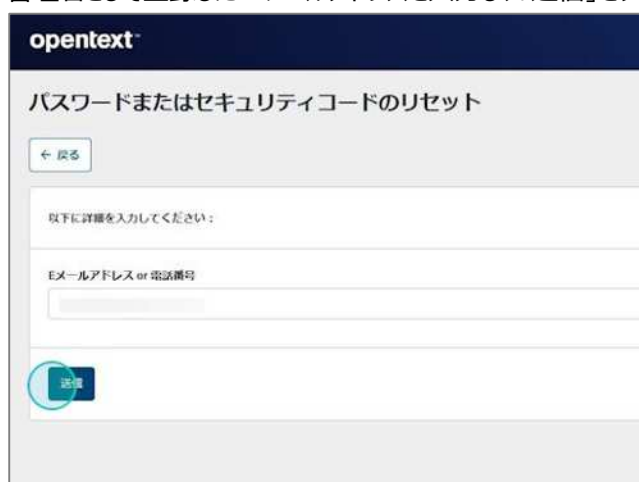 opentext™
パスワードまたはセキュリティコードのリセット
← 戻る
以下に詳細を入力してください：
Eメールアドレス or 電話番号
送信